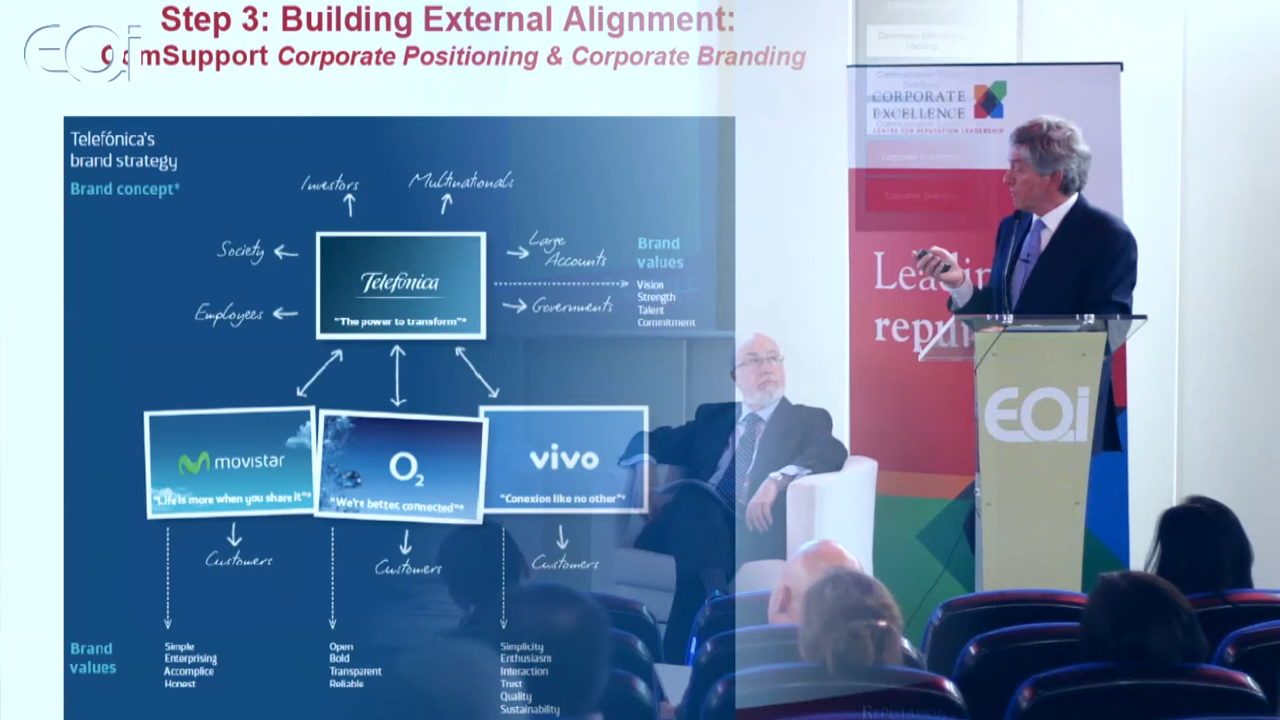 Step 3: Building External Alignment:
ComSupport Corporate Positioning & Corporate Branding
EOi
Telefónica's
brand strategy
Brand concept*
Investors
Multinationals
Society
Large
Accounts
Employees
Governments
Telefónica
"The power to transform"*
Brand
values
Vision
Strength
Talent
Commitment
movistar
"Life is more when you share it"*
O2
"We're better, connected"*
vivo
"Conexion like no other"*
Customers
Customers
Customers
Brand
values
Simple
Enterprising
Accomplice
Honest
Open
Bold
Transparent
Reliable
Simplicity
Enthusiasm
Interaction
Trust
Quality
Sustainability
CORPORATE
EXCELLENCE
CENTRE FOR REPUTATION LEADERSHIP
EOi